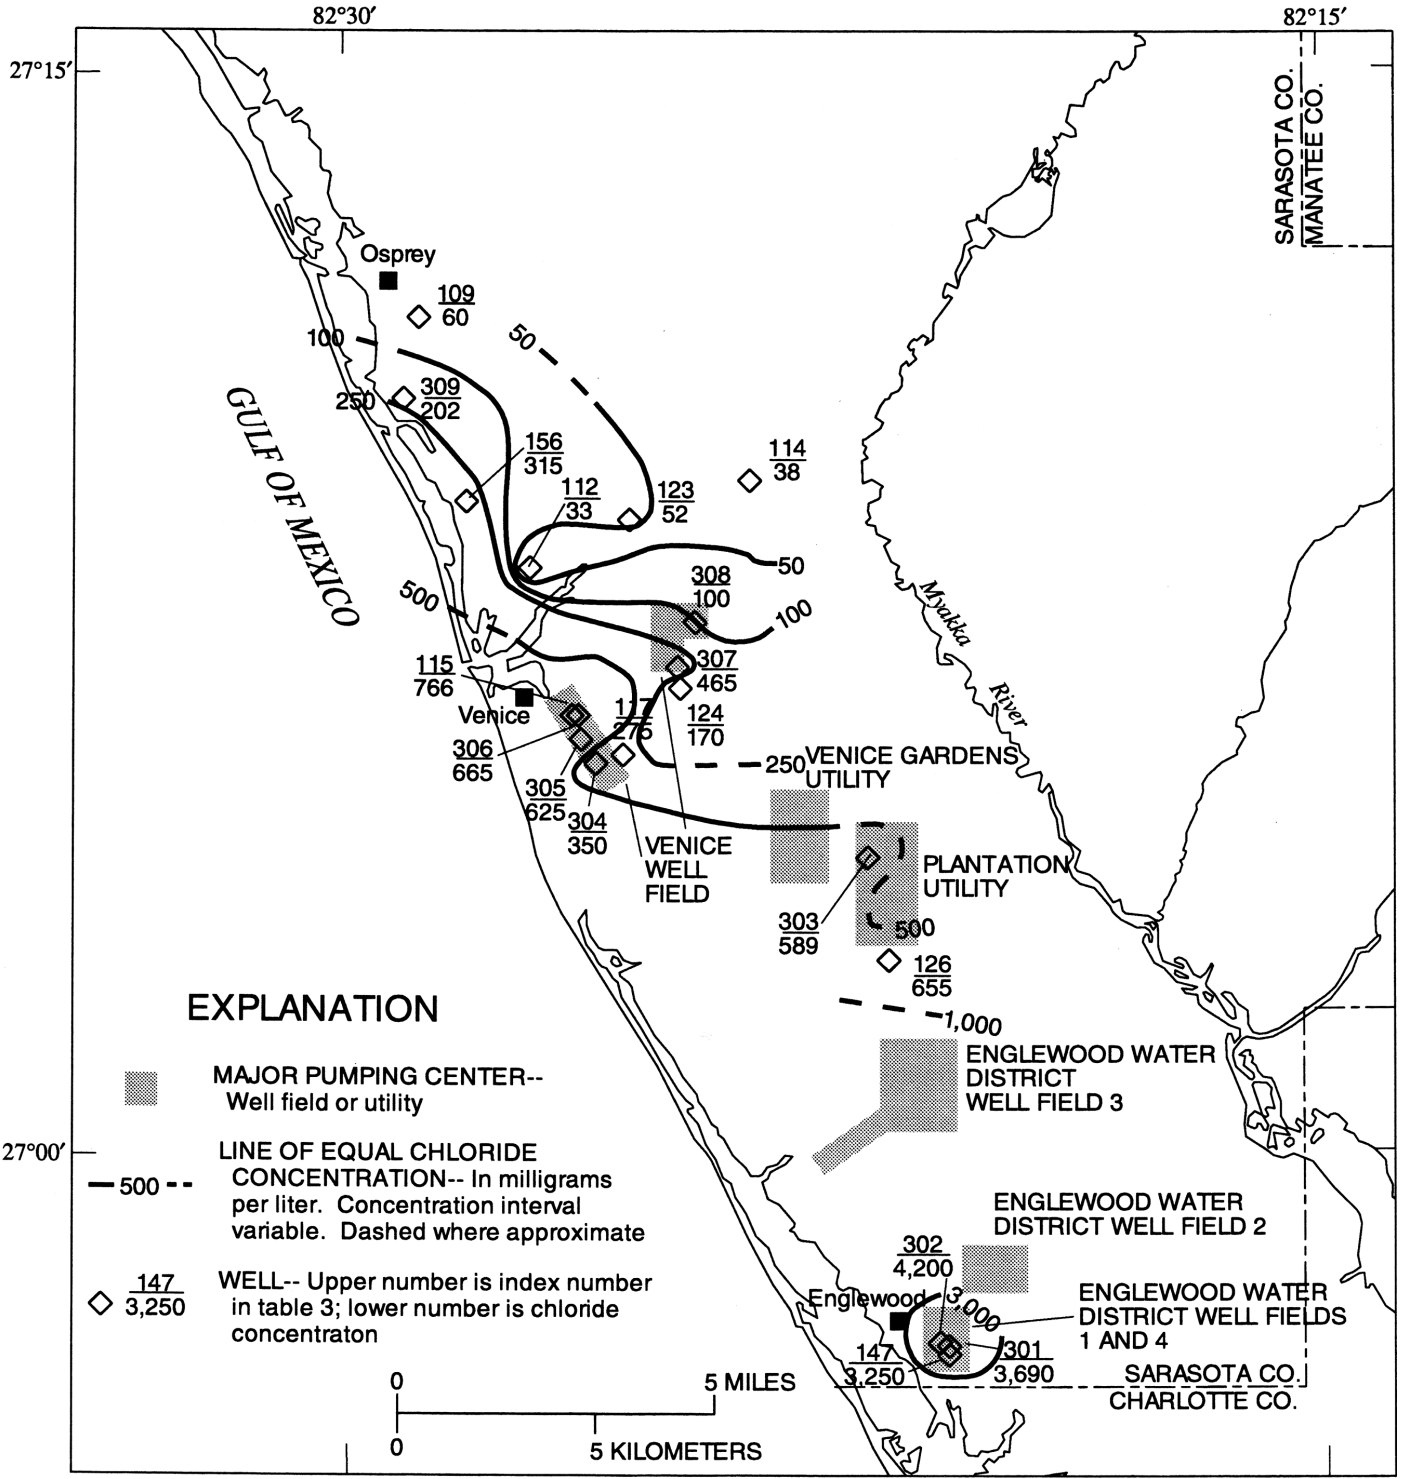 82°30′
82°15′
27°15′
SARASOTA CO.
MANATEE CO.
Osprey
109
60
100
50
250
309
202
GULF OF MEXICO
156
315
114
38
112
33
123
52
50
308
100
100
500
Myakka
River
115
766
307
465
Venice
117
275
124
170
306
665
250
VENICE GARDENS
UTILITY
305
625
304
350
VENICE
WELL
FIELD
PLANTATION
UTILITY
303
589
500
126
655
1,000
EXPLANATION
MAJOR PUMPING CENTER--
Well field or utility
LINE OF EQUAL CHLORIDE
CONCENTRATION-- In milligrams
per liter. Concentration interval
variable. Dashed where approximate
500
WELL-- Upper number is index number
in table 3; lower number is chloride
concentraton
147
3,250
27°00′
ENGLEWOOD WATER
DISTRICT
WELL FIELD 3
ENGLEWOOD WATER
DISTRICT WELL FIELD 2
302
4,200
Englewood
3,000
ENGLEWOOD WATER
DISTRICT WELL FIELDS
1 AND 4
147
3,250
301
3,690
SARASOTA CO.
CHARLOTTE CO.
0
5 MILES
0
5 KILOMETERS